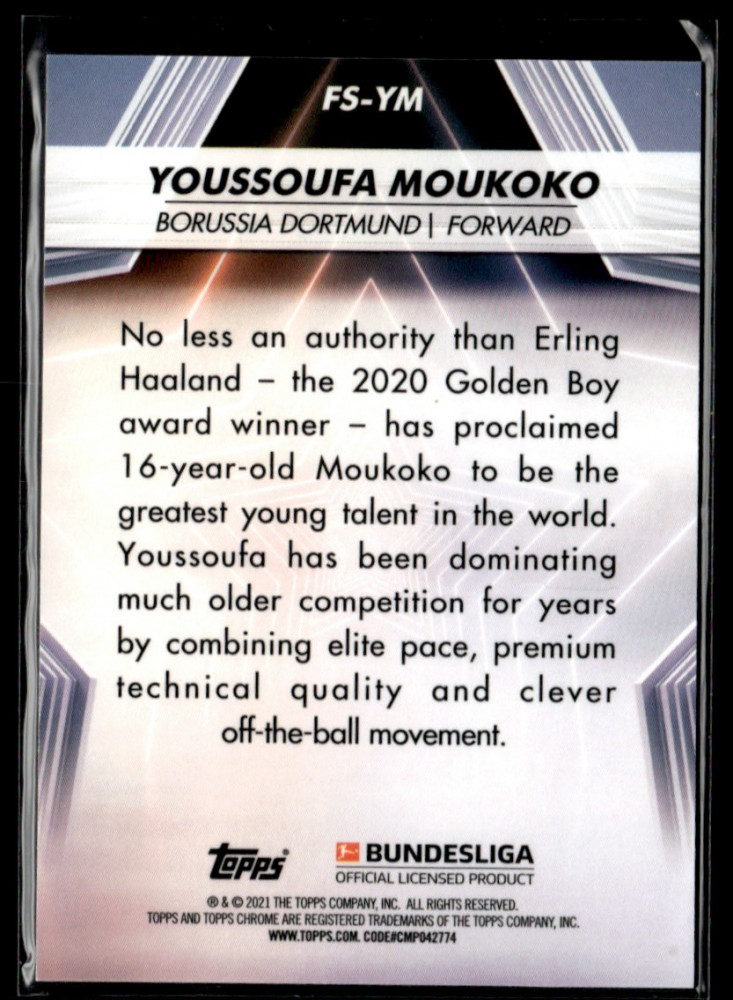 FS-YM
YOUSSOUFA MOUKOKO
BORUSSIA DORTMUND | FORWARD
No less an authority than Erling
Haaland – the 2020 Golden Boy
award winner – has proclaimed
16-year-old Moukoko to be the
greatest young talent in the world.
Youssoufa has been dominating
much older competition for years
by combining elite pace, premium
technical quality and clever
off-the-ball movement.
Topps BUNDESLIGA
OFFICIAL LICENSED PRODUCT
® & © 2021 THE TOPPS COMPANY, INC. ALL RIGHTS RESERVED.
TOPPS AND TOPPS CHROME ARE REGISTERED TRADEMARKS OF THE TOPPS COMPANY, INC.
WWW.TOPPS.COM. CODE#CMP042774